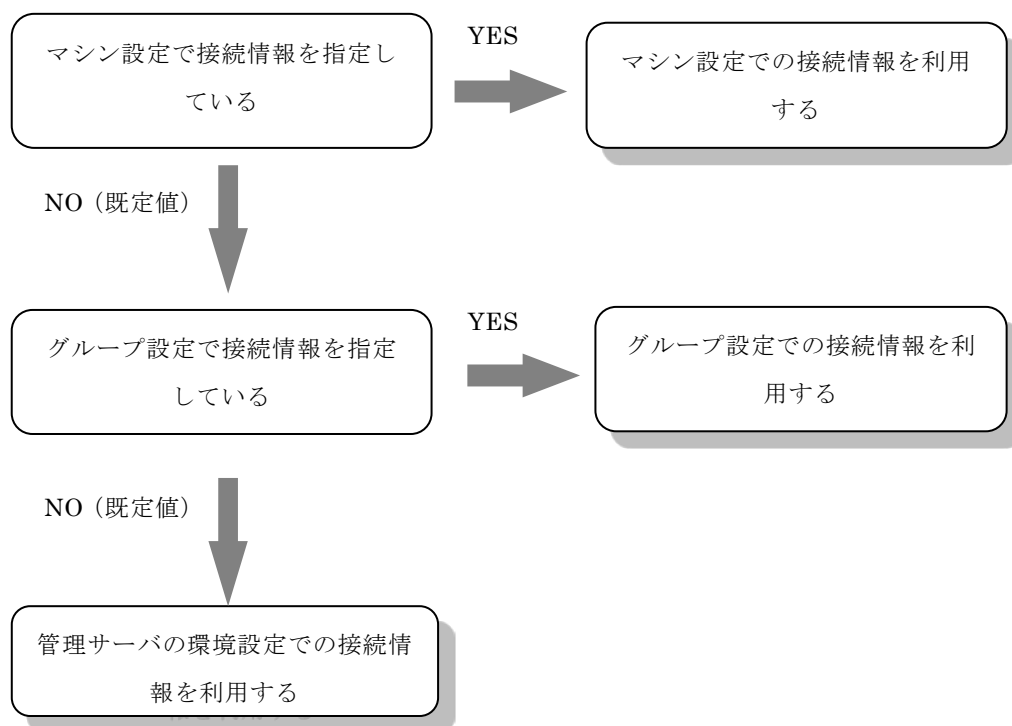 マシン設定で接続情報を指定し
ている
YES
マシン設定での接続情報を利用
する
NO（既定値）
グループ設定で接続情報を指定
している
YES
グループ設定での接続情報を利
用する
NO（既定値）
管理サーバの環境設定での接続情
報を利用する